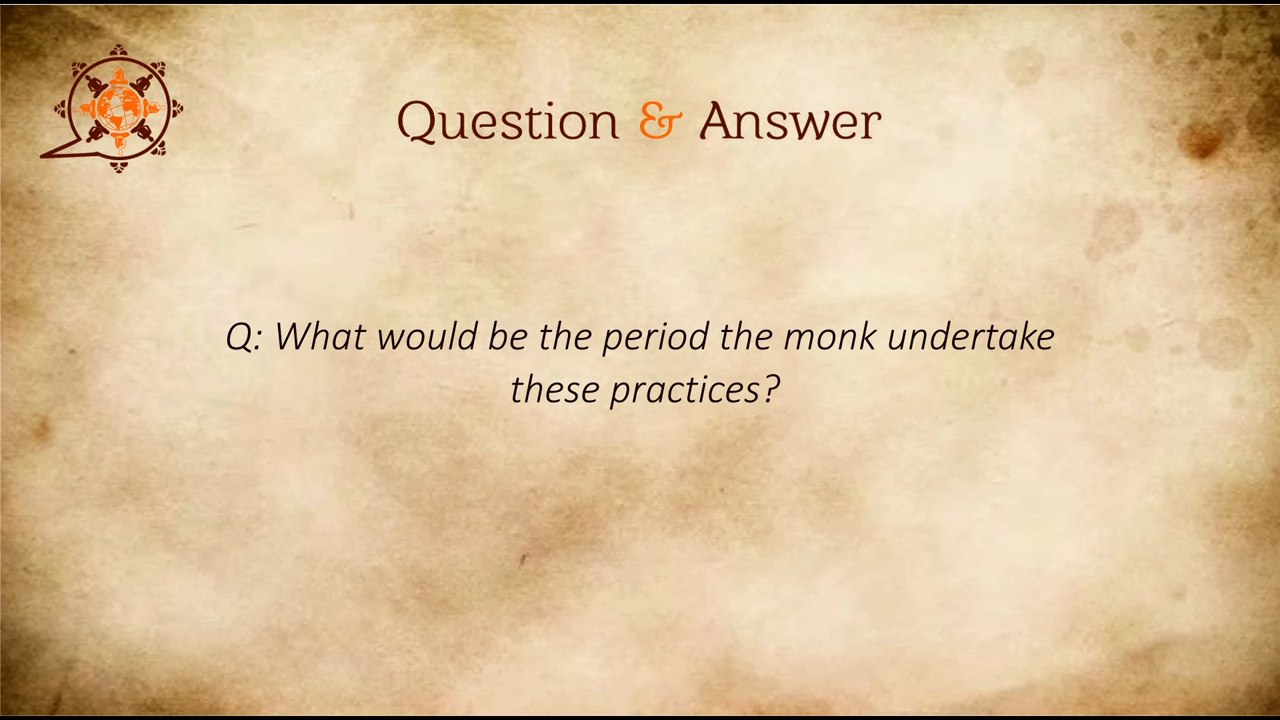 Question & Answer
Q: What would be the period the monk undertake
these practices?